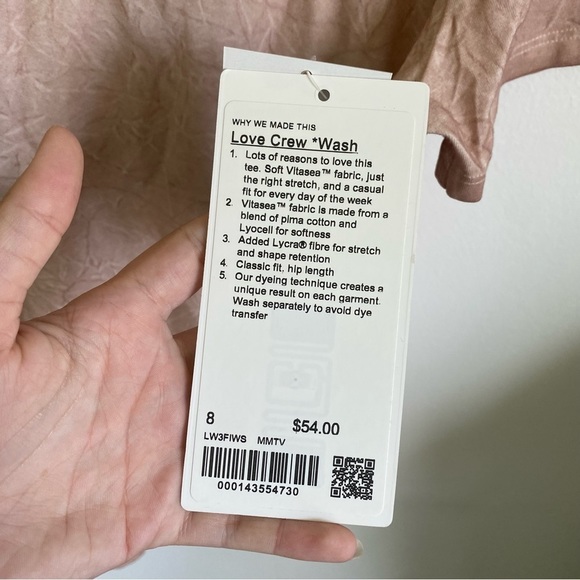 WHY WE MADE THIS
Love Crew *Wash
1. Lots of reasons to love this
tee. Soft Vitasea™ fabric, just
the right stretch, and a casual
fit for every day of the week
2. Vitasea™ fabric is made from a
blend of pima cotton and
Lyocell for softness
3. Added Lycra® fibre for stretch
and shape retention
4. Classic fit, hip length
5. Our dyeing technique creates a
unique result on each garment.
Wash separately to avoid dye
transfer
8 $54.00
LW3FIWS MMTV
000143554730